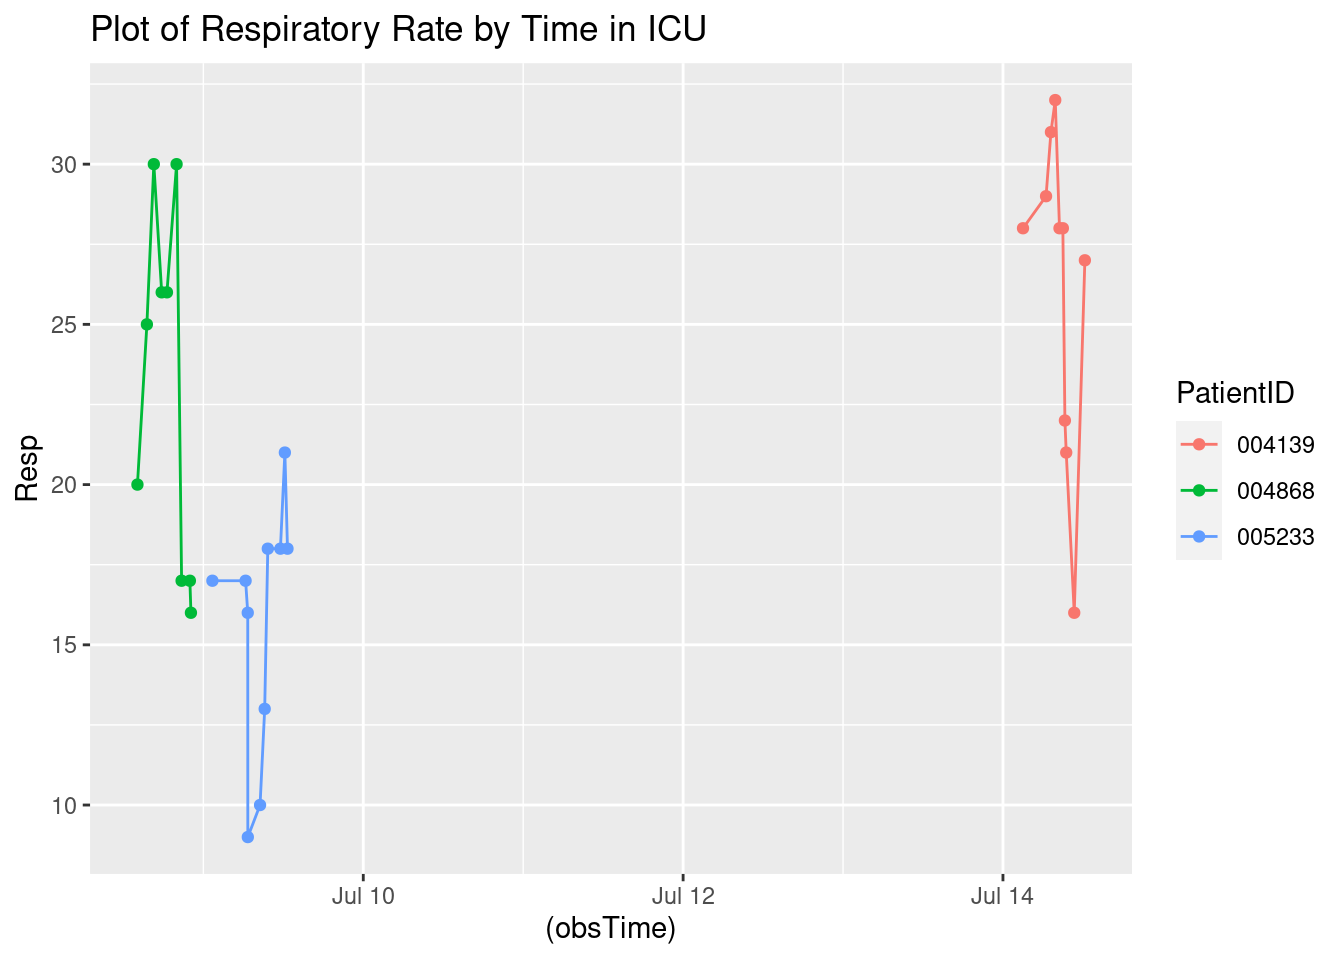 Plot of Respiratory Rate by Time in ICU
30
25
20
15
10
Resp
Jul 10
Jul 12
Jul 14
(obsTime)
PatientID
004139
004868
005233